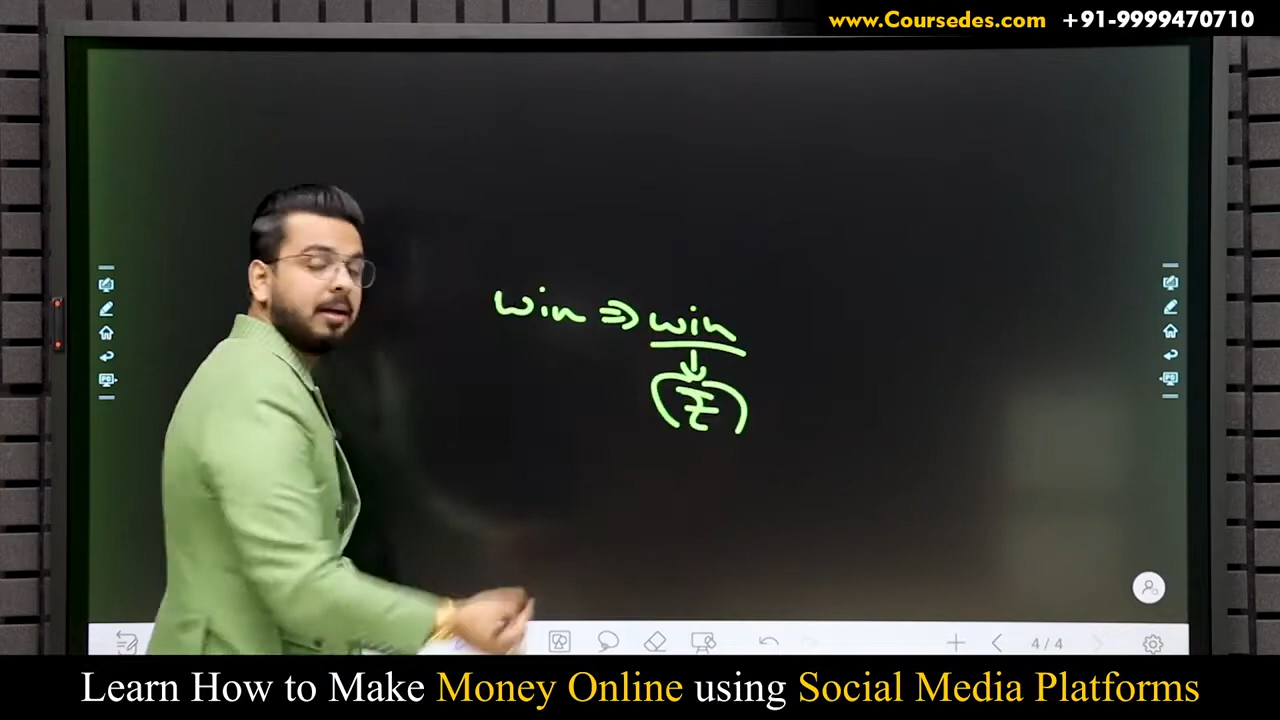 www.Coursedes.com +91-9999470710
win ⇒ win
↓
4/4
Learn How to Make Money Online using Social Media Platforms